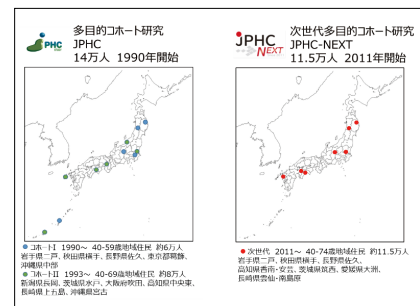 JPHC
多目的コホート研究
JPHC
14万人 1990年開始
コホートI 1990～ 40-59歳地域住民 約6万人
岩手県二戸、秋田県横手、長野県佐久、東京都葛飾、
沖縄県中部
コホートII 1993～ 40-69歳地域住民 約8万人
新潟県長岡、茨城県水戸、大阪府吹田、高知県中央東、
長崎県上五島、沖縄県宮古
JPHC
NEXT
次世代多目的コホート研究
JPHC-NEXT
11.5万人 2011年開始
次世代 2011～ 40-74歳地域住民 約11.5万人
岩手県二戸、秋田県横手、長野県佐久、
高知県香南・安芸、茨城県筑西、愛媛県大洲、
長崎県雲仙・南島原